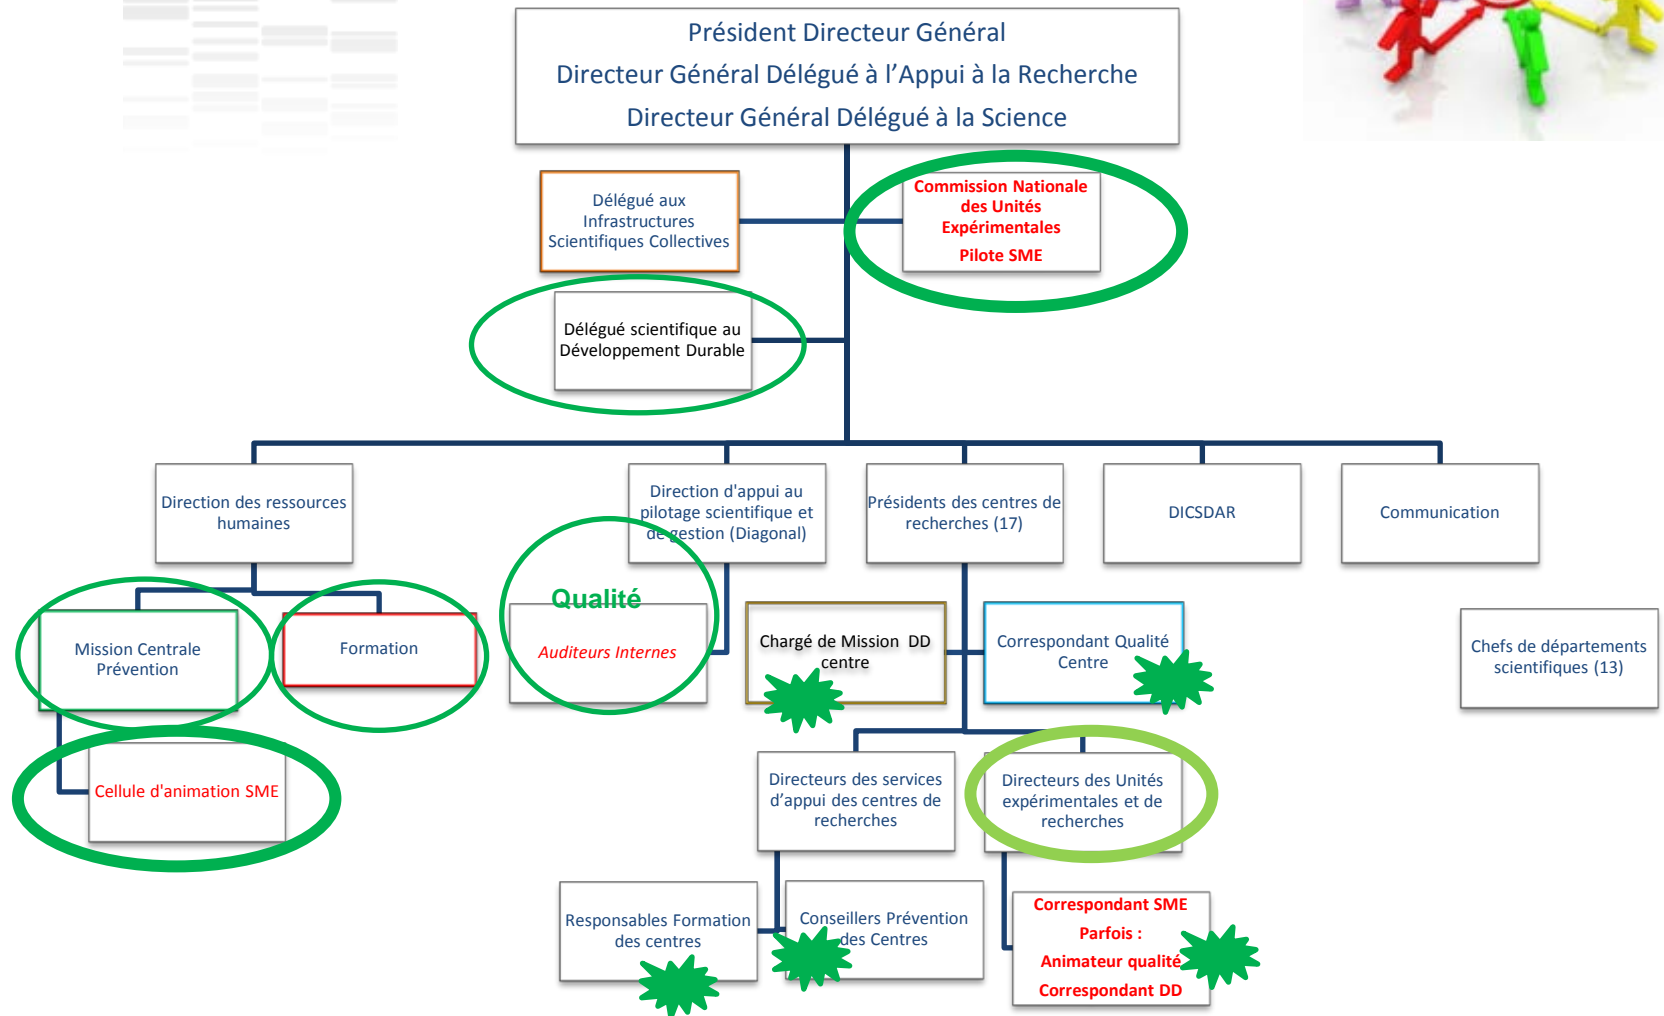 Président Directeur Général
Directeur Général Délégué à l’Appui à la Recherche
Directeur Général Délégué à la Science
Délégué aux
Infrastructures
Scientifiques Collectives
Commission Nationale
des Unités
Expérimentales
Pilote SME
Délégué scientifique au
Développement Durable
Direction des ressources
humaines
Direction d'appui au
pilotage scientifique et
de gestion (Diagonal)
Présidents des centres de
recherches (17)
DICSDAR
Communication
Mission Centrale
Prévention
Formation
Qualité
Auditeurs Internes
Chargé de Mission DD
centre
Correspondant Qualité
Centre
Chefs de départements
scientifiques (13)
Cellule d'animation SME
Directeurs des services
d’appui des centres de
recherches
Directeurs des Unités
expérimentales et de
recherches
Responsables Formation
des centres
Conseillers Prévention
des Centres
Correspondant SME
Parfois :
Animateur qualité
Correspondant DD